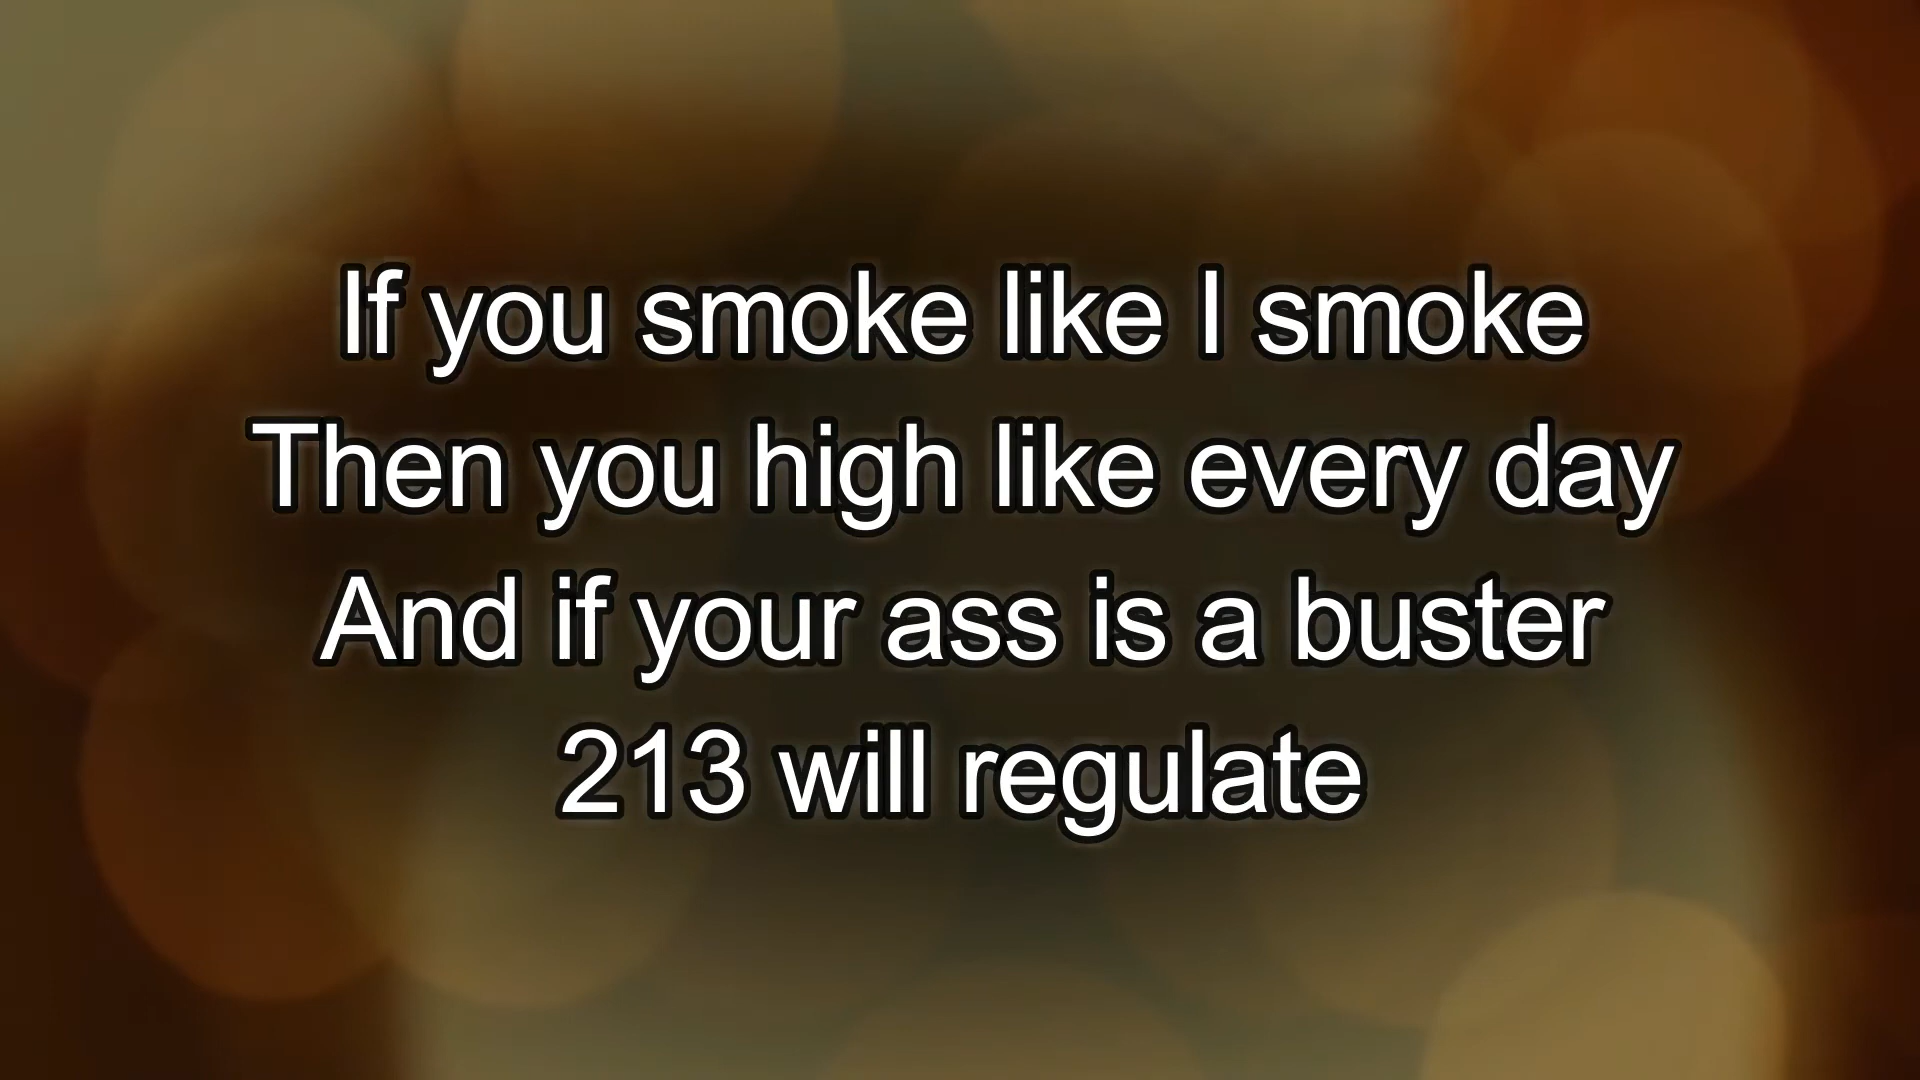 If you smoke like I smoke
Then you high like every day
And if your ass is a buster
213 will regulate